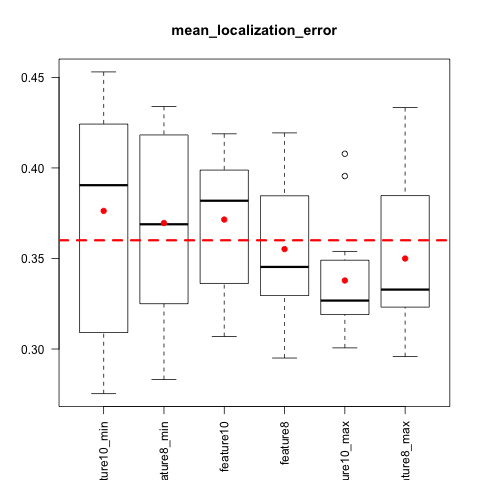 mean_localization_error
0.45
0.40
0.35
0.30
ture10_min
ature8_min
feature10
feature8
ure10_max
ture8_max